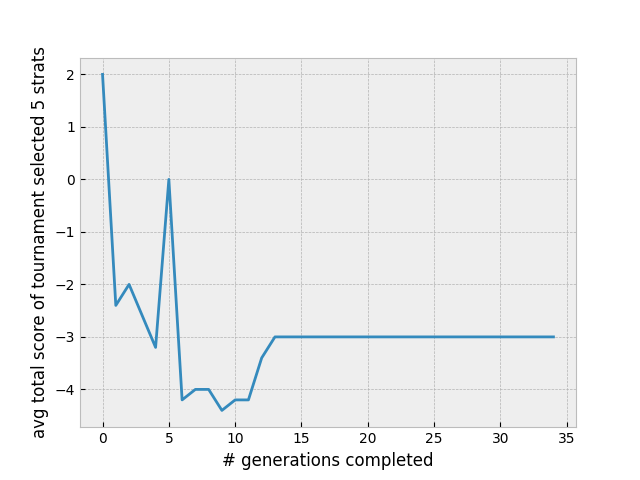 avg total score of tournament selected 5 strats
2
1
0
−1
−2
−3
−4
0 5 10 15 20 25 30 35
# generations completed